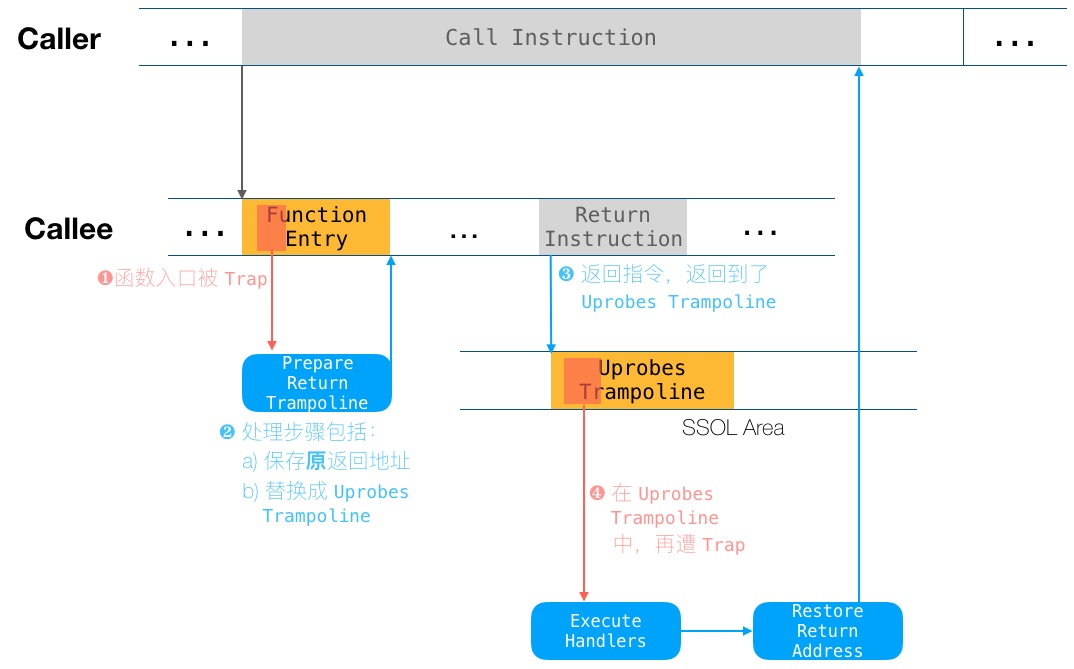 Caller
...
Call Instruction
...
Callee
...
Function
Entry
...
Return
Instruction
...
❶函数入口被 Trap
❸ 返回指令，返回到了
Uprobes Trampoline
Prepare
Return
Trampoline
Uprobes
Trampoline
SSOL Area
❷ 处理步骤包括：
a) 保存原返回地址
b) 替换成 Uprobes
Trampoline
❹ 在 Uprobes
Trampoline
中，再遭 Trap
Execute
Handlers
Restore
Return
Address